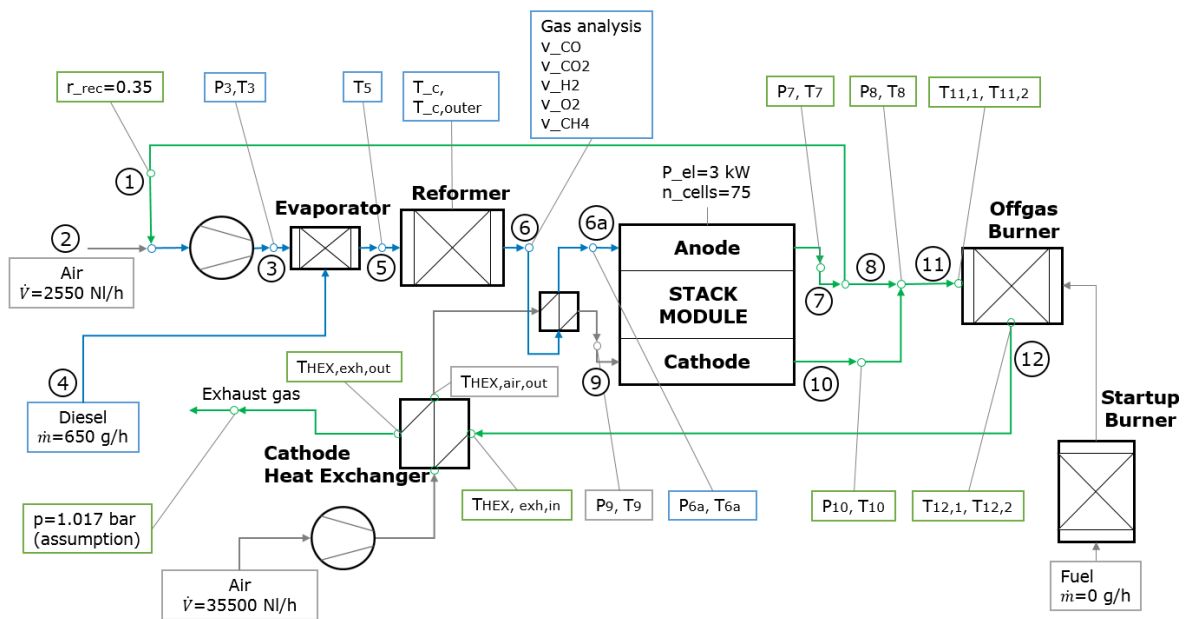 Gas analysis
v_CO
v_CO2
v_H2
v_O2
v_CH4
r_rec=0.35
P3,T3
T5
T_c,
T_c,outer
P7, T7
P8, T8
T11,1, T11,2
1
P_el=3 kW
n_cells=75
Reformer
Evaporator
Offgas
Burner
2
3
5
6
6a
Anode
7
8
11
Air
V̇=2550 Nl/h
STACK
MODULE
4
9
Cathode
10
12
THEX,exh,out
THEX,air,out
Exhaust gas
Diesel
ṁ=650 g/h
Startup
Burner
Cathode
Heat Exchanger
THEX, exh,in
P9, T9
P6a, T6a
P10, T10
T12,1, T12,2
p=1.017 bar
(assumption)
Air
V̇=35500 Nl/h
Fuel
ṁ=0 g/h